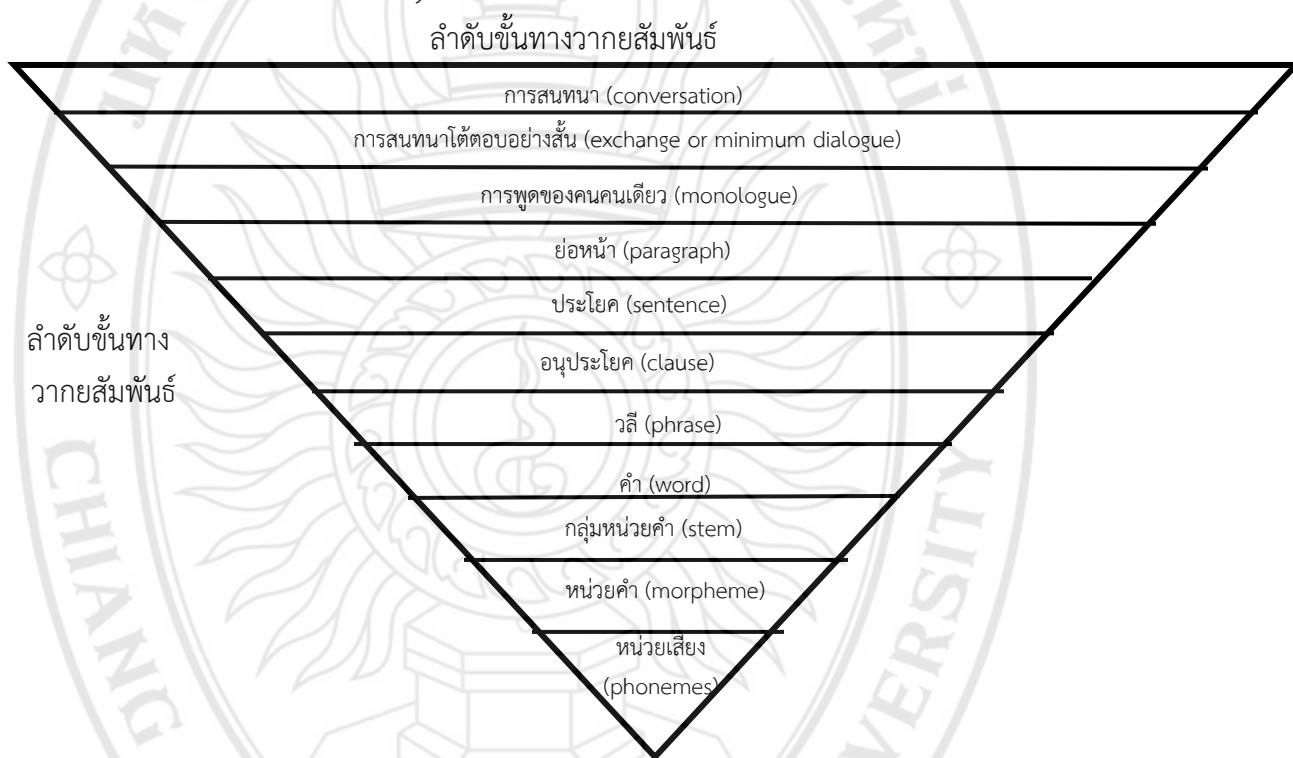 ลำดับขั้นทางวากยสัมพันธ์
การสนทนา (conversation)
การสนทนาโต้ตอบอย่างสั้น (exchange or minimum dialogue)
การพูดของคนคนเดียว (monologue)
ย่อหน้า (paragraph)
ประโยค (sentence)
ลำดับขั้นทาง
วากยสัมพันธ์
อนุประโยค (clause)
วลี (phrase)
คำ (word)
กลุ่มหน่วยคำ (stem)
หน่วยคำ (morpheme)
หน่วยเสียง
(phonemes)
CHIANG